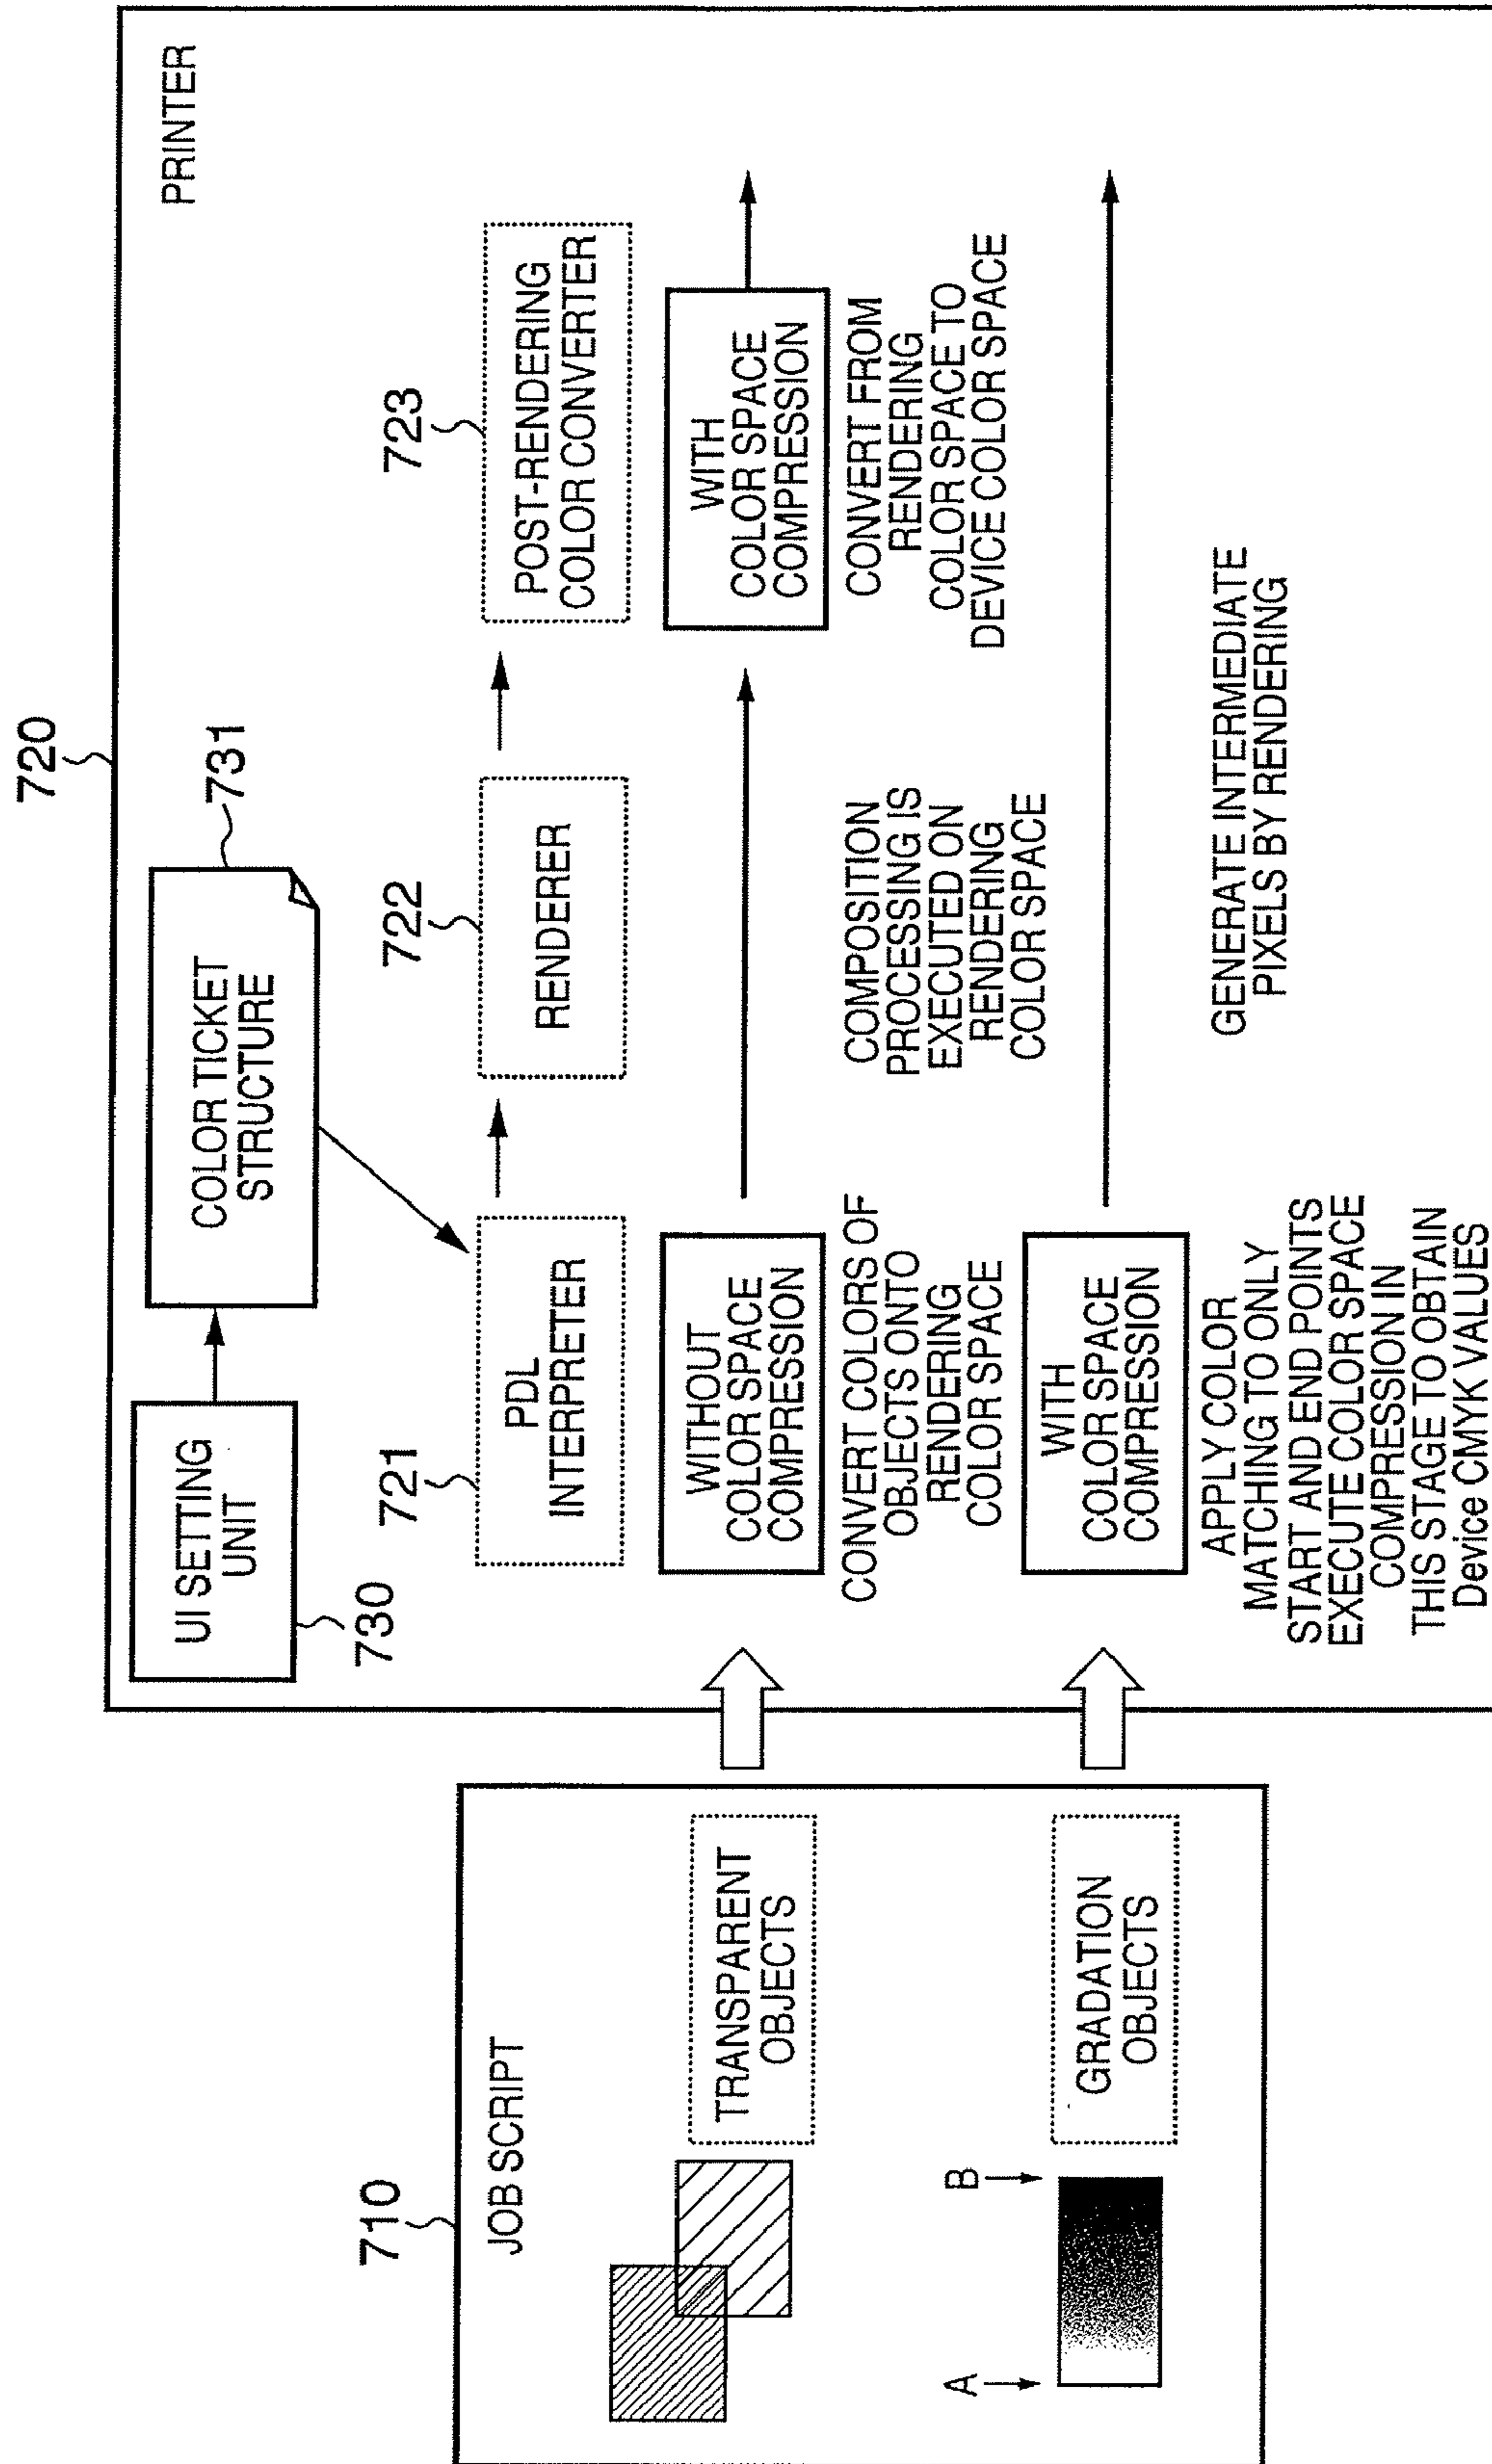 720
PRINTER
UI SETTING
UNIT
730
COLOR TICKET
STRUCTURE
731
721
PDL
INTERPRETER
722
RENDERER
723
POST-RENDERING
COLOR CONVERTER
710
JOB SCRIPT
TRANSPARENT
OBJECTS
WITHOUT
COLOR SPACE
COMPRESSION
CONVERT COLORS OF
OBJECTS ONTO
RENDERING
COLOR SPACE
COMPOSITION
PROCESSING IS
EXECUTED ON
RENDERING
COLOR SPACE
WITH
COLOR SPACE
COMPRESSION
CONVERT FROM
RENDERING
COLOR SPACE TO
DEVICE COLOR SPACE
A
B
GRADATION
OBJECTS
WITH
COLOR SPACE
COMPRESSION
APPLY COLOR
MATCHING TO ONLY
START AND END POINTS
EXECUTE COLOR SPACE
COMPRESSION IN
THIS STAGE TO OBTAIN
Device CMYK VALUES
GENERATE INTERMEDIATE
PIXELS BY RENDERING